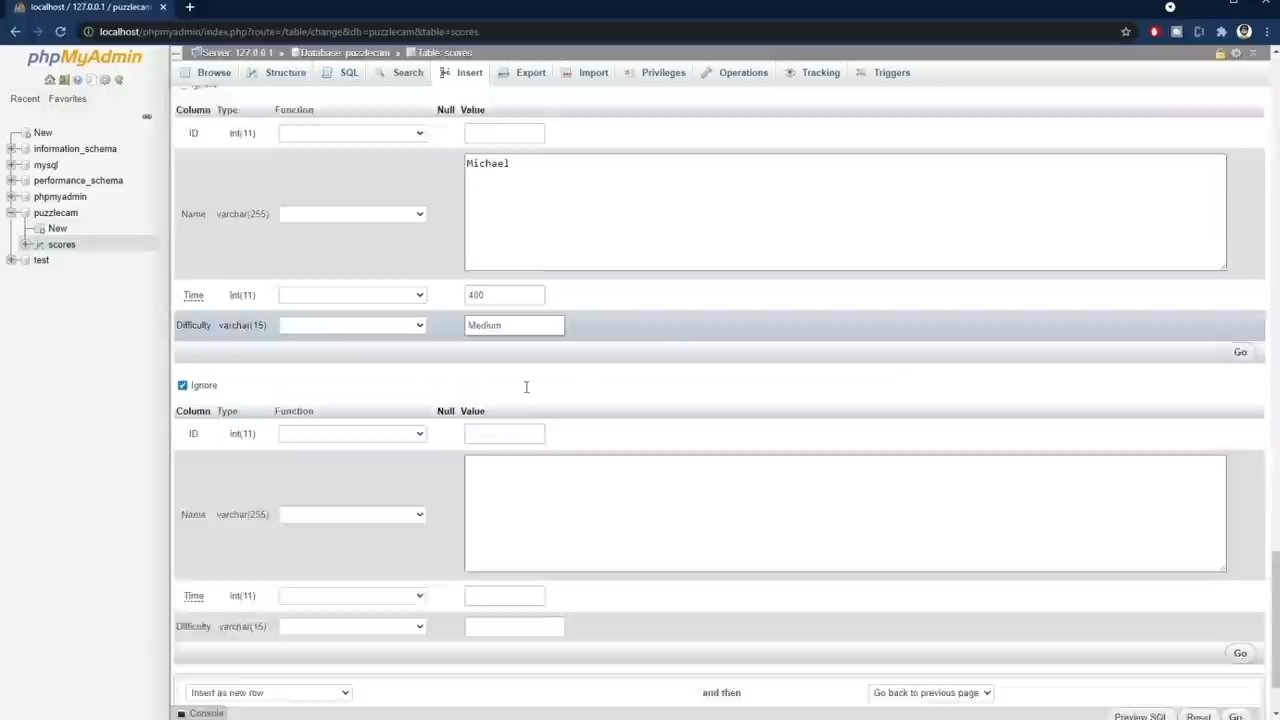 localhost / 127.0.0.1 / puzzlecam
localhost/phpmyadmin/index.php?route=/table/change&db=puzzlecam&table=scores
phpMyAdmin
Recent Favorites
New
information_schema
mysql
performance_schema
phpmyadmin
puzzlecam
New
scores
test
Server: 127.0.0.1 » Database: puzzlecam » Table: scores
Browse Structure SQL Search Insert Export Import Privileges Operations Tracking Triggers
Column Type Function Null Value
ID int(11)
Name varchar(255) Michael
Time int(11) 400
Difficulty varchar(15) Medium
Go
Ignore
Column Type Function Null Value
ID int(11)
Name varchar(255)
Time int(11)
Difficulty varchar(15)
Go
Insert as new row and then Go back to previous page
Console
Preview SQL Reset Go